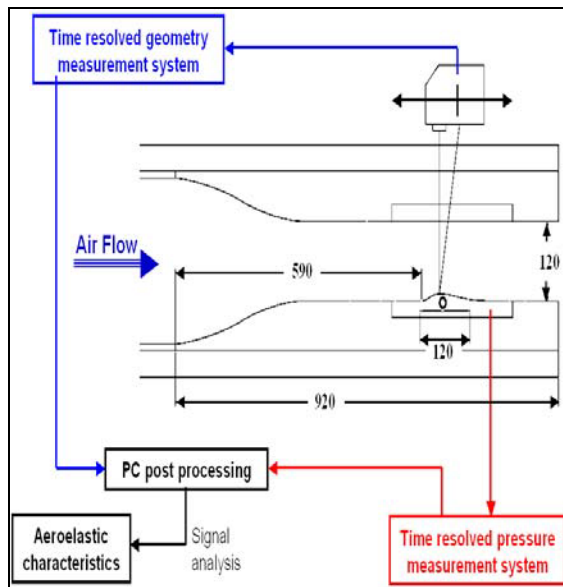 Time resolved geometry
measurement system
Air Flow
590
120
120
920
PC post processing
Aeroelastic
characteristics
Signal
analysis
Time resolved pressure
measurement system